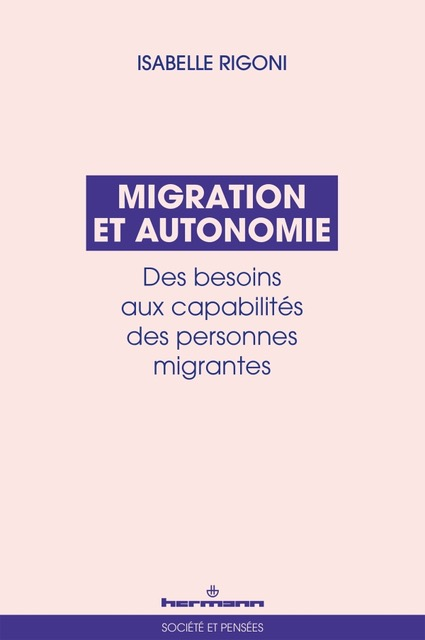 ISABELLE RIGONI
MIGRATION
ET AUTONOMIE
Des besoins
aux capabilités
des personnes
migrantes
hermann
SOCIÉTÉ ET PENSÉES